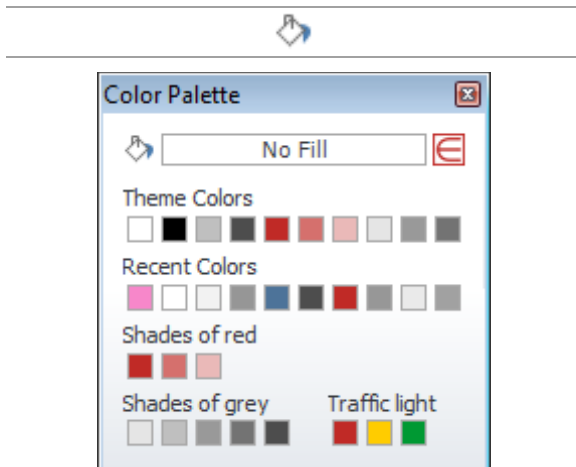 Color Palette
No Fill
Theme Colors
Recent Colors
Shades of red
Shades of grey Traffic light